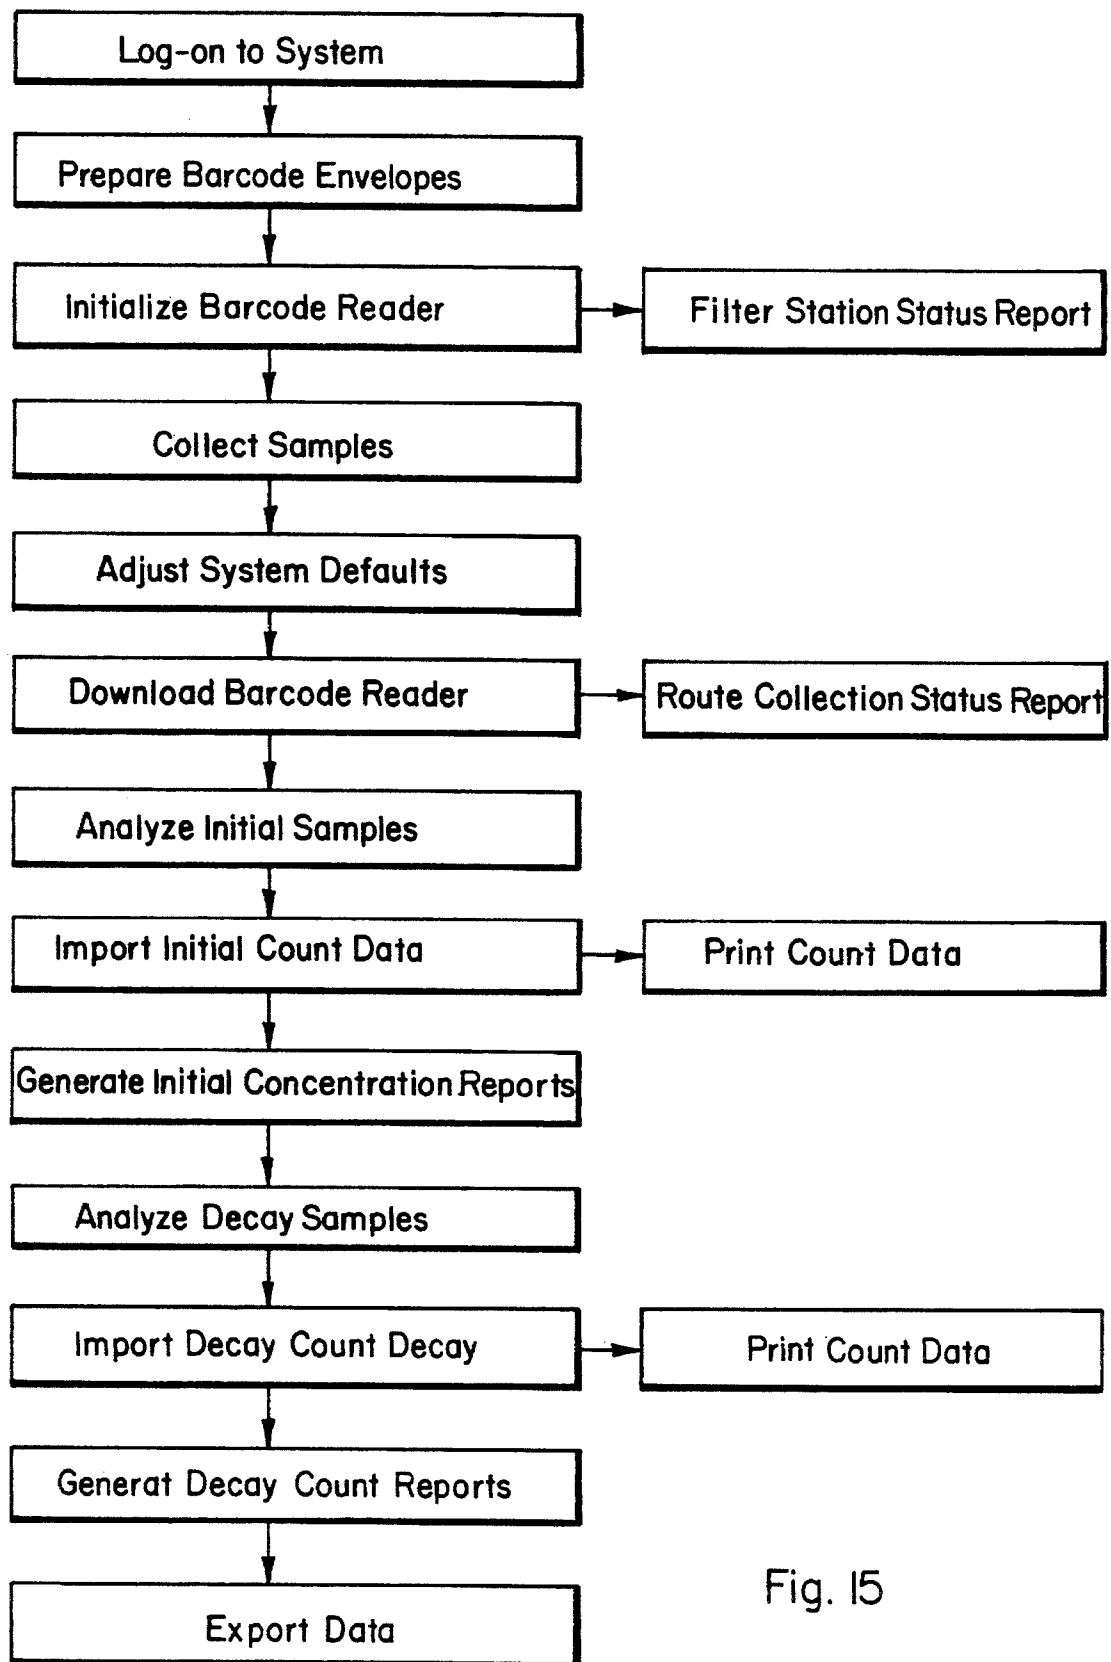 Log-on to System
Prepare Barcode Envelopes
Initialize Barcode Reader
Filter Station Status Report
Collect Samples
Adjust System Defaults
Download Barcode Reader
Route Collection Status Report
Analyze Initial Samples
Import Initial Count Data
Print Count Data
Generate Initial Concentration Reports
Analyze Decay Samples
Import Decay Count Decay
Print Count Data
Generat Decay Count Reports
Export Data
Fig. 15